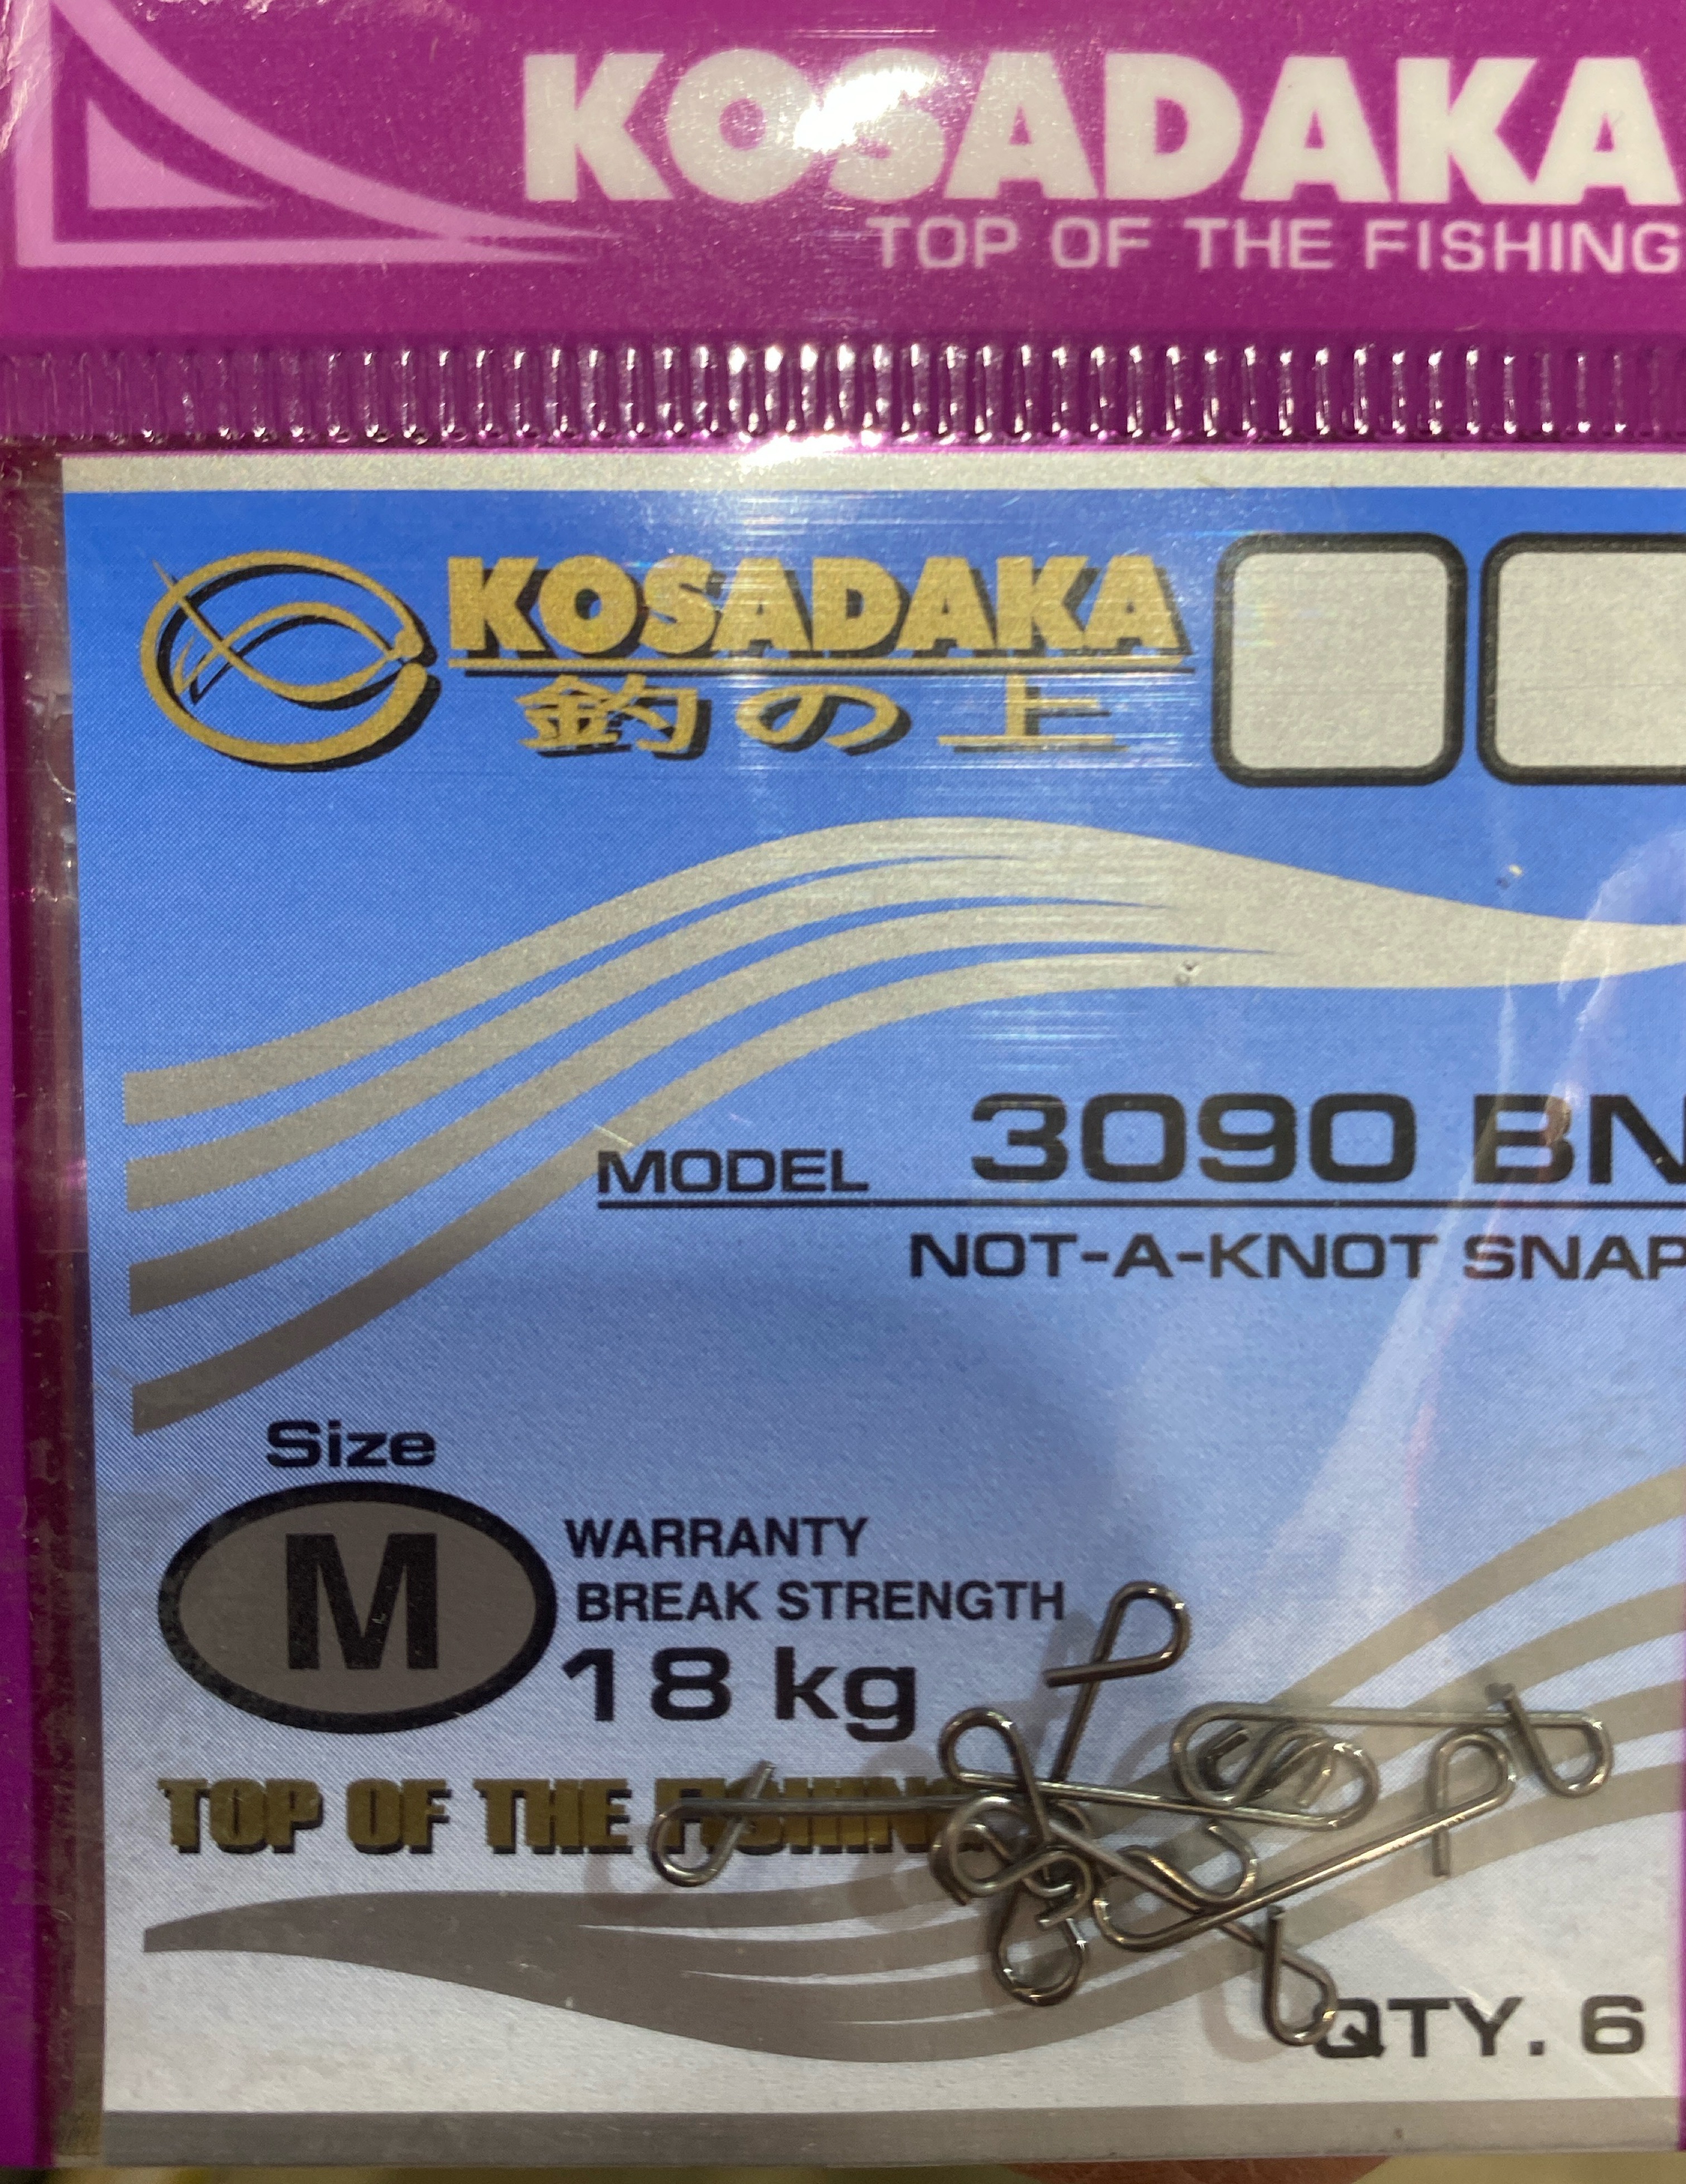 KOSADAKA
TOP OF THE FISHING
KOSADAKA
釣の上
MODEL 3090 BN
NOT-A-KNOT SNAP
Size
M
WARRANTY
BREAK STRENGTH
18 kg
TOP OF THE FISHING
QTY. 6